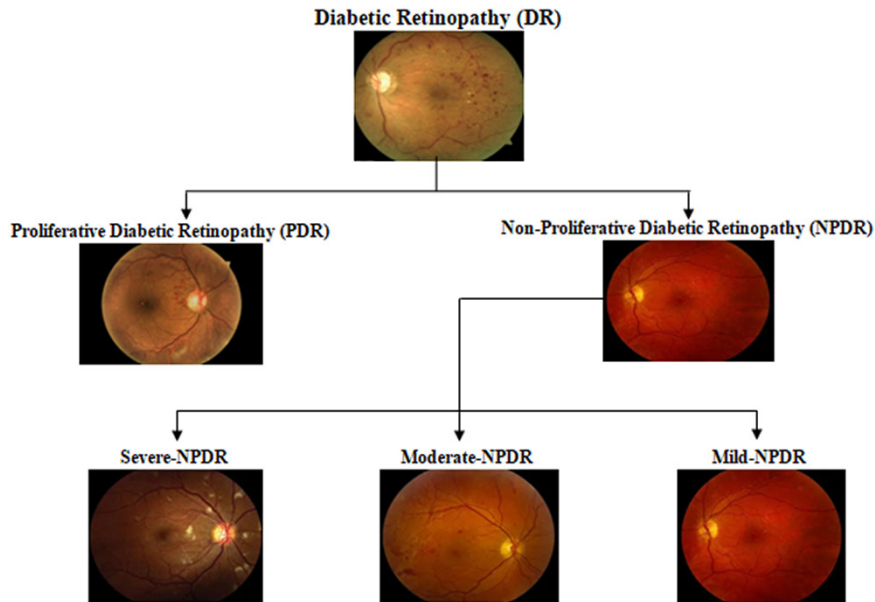 Diabetic Retinopathy (DR)
Proliferative Diabetic Retinopathy (PDR)
Non-Proliferative Diabetic Retinopathy (NPDR)
Severe-NPDR
Moderate-NPDR
Mild-NPDR